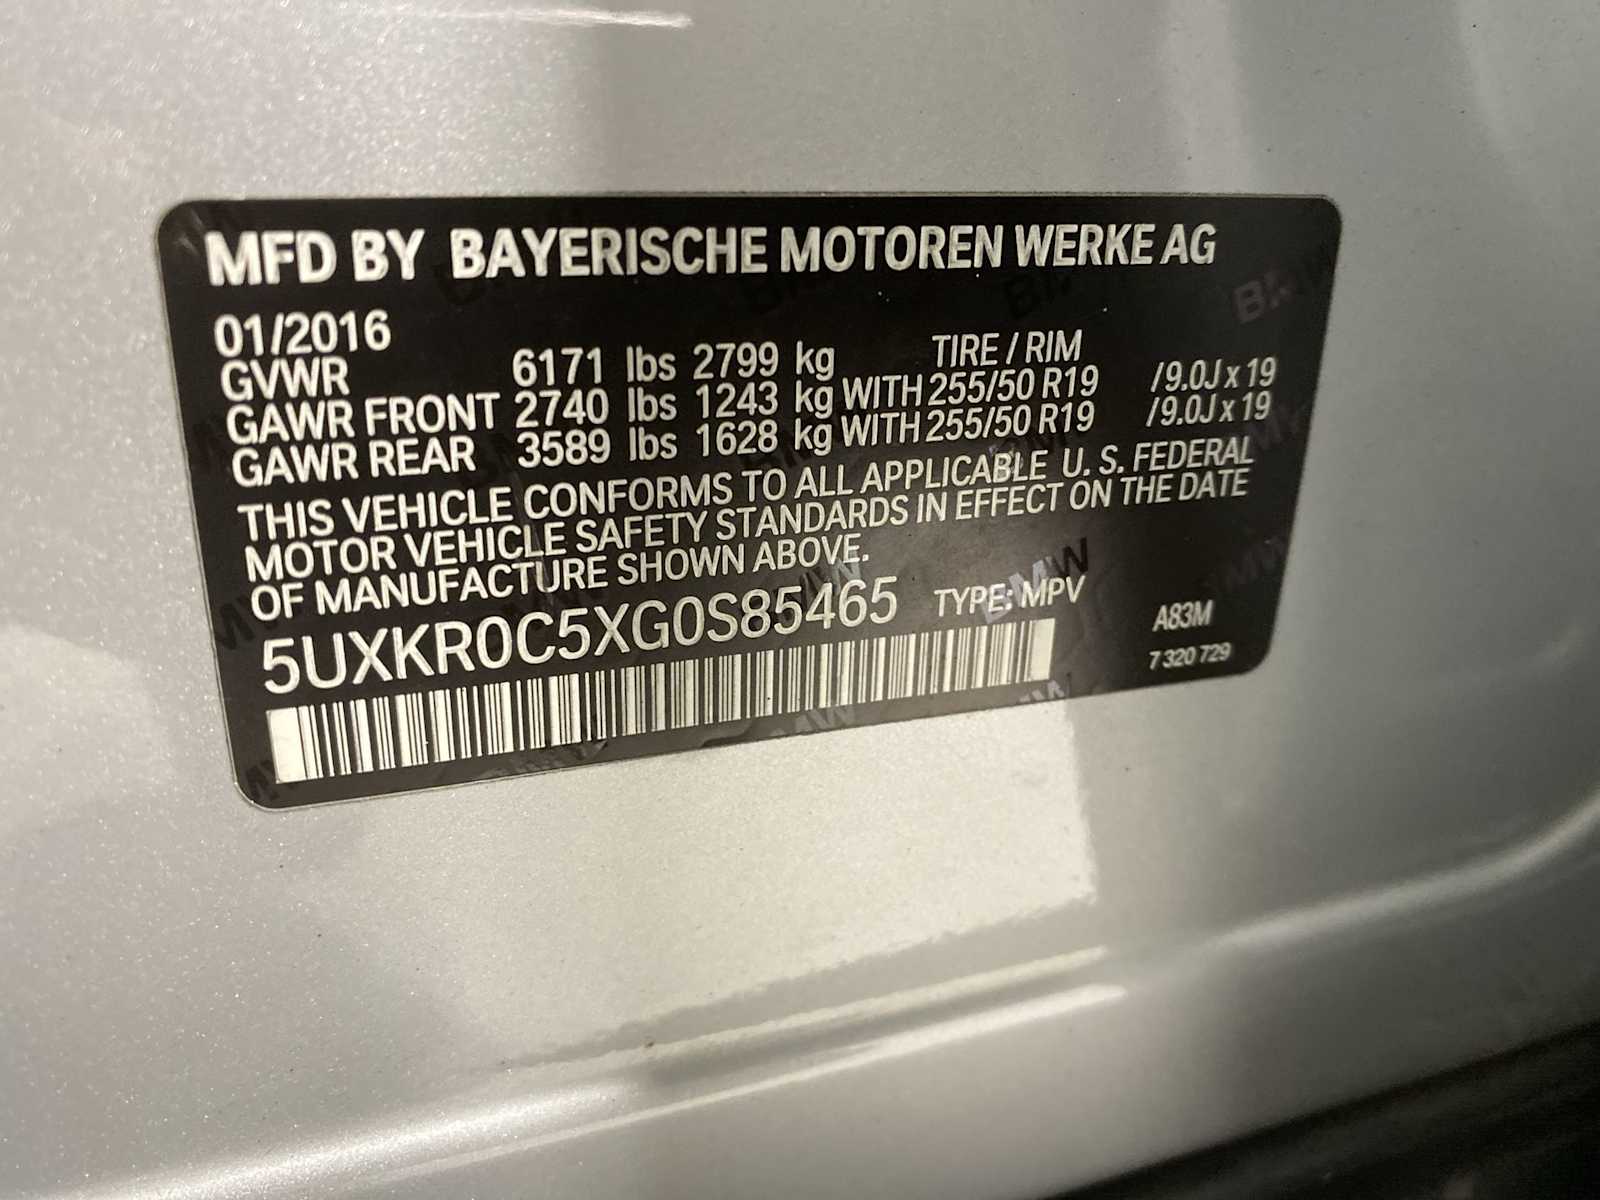 MFD BY BAYERISCHE MOTOREN WERKE AG
01/2016 TIRE / RIM
GVWR 6171 lbs 2799 kg
GAWR FRONT 2740 lbs 1243 kg WITH 255/50 R19 /9.0J x 19
GAWR REAR 3589 lbs 1628 kg WITH 255/50 R19 /9.0J x 19
THIS VEHICLE CONFORMS TO ALL APPLICABLE U. S. FEDERAL
MOTOR VEHICLE SAFETY STANDARDS IN EFFECT ON THE DATE
OF MANUFACTURE SHOWN ABOVE.
5UXKR0C5XG0S85465 TYPE: MPV A83M
7 320 729